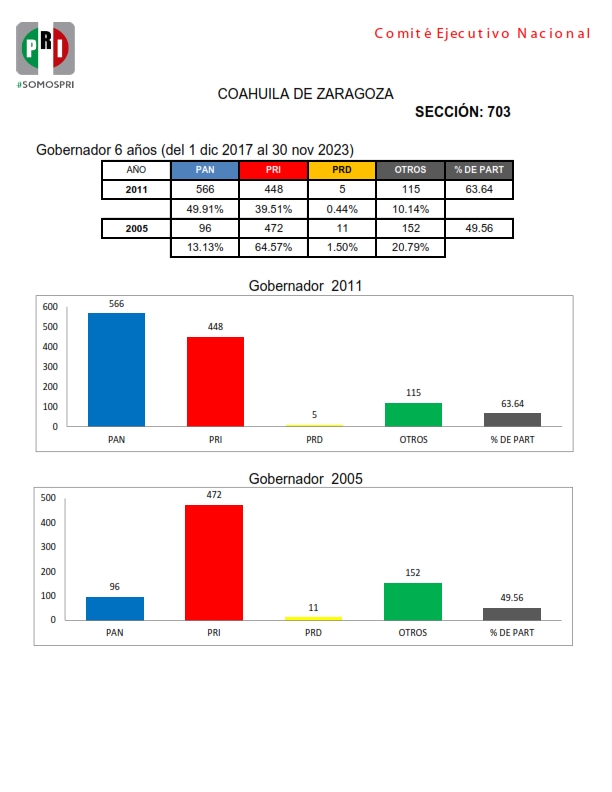 Comité Ejecutivo Nacional
PRI
#SOMOSPRI
COAHUILA DE ZARAGOZA
SECCIÓN: 703
Gobernador 6 años (del 1 dic 2017 al 30 nov 2023)
AÑO PAN PRI PRD OTROS % DE PART
2011 566 448 5 115 63.64
49.91% 39.51% 0.44% 10.14%
2005 96 472 11 152 49.56
13.13% 64.57% 1.50% 20.79%
Gobernador 2011
600
500
400
300
200
100
0
566
448
5
115
63.64
PAN PRI PRD OTROS % DE PART
Gobernador 2005
500
400
300
200
100
0
96
472
11
152
49.56
PAN PRI PRD OTROS % DE PART